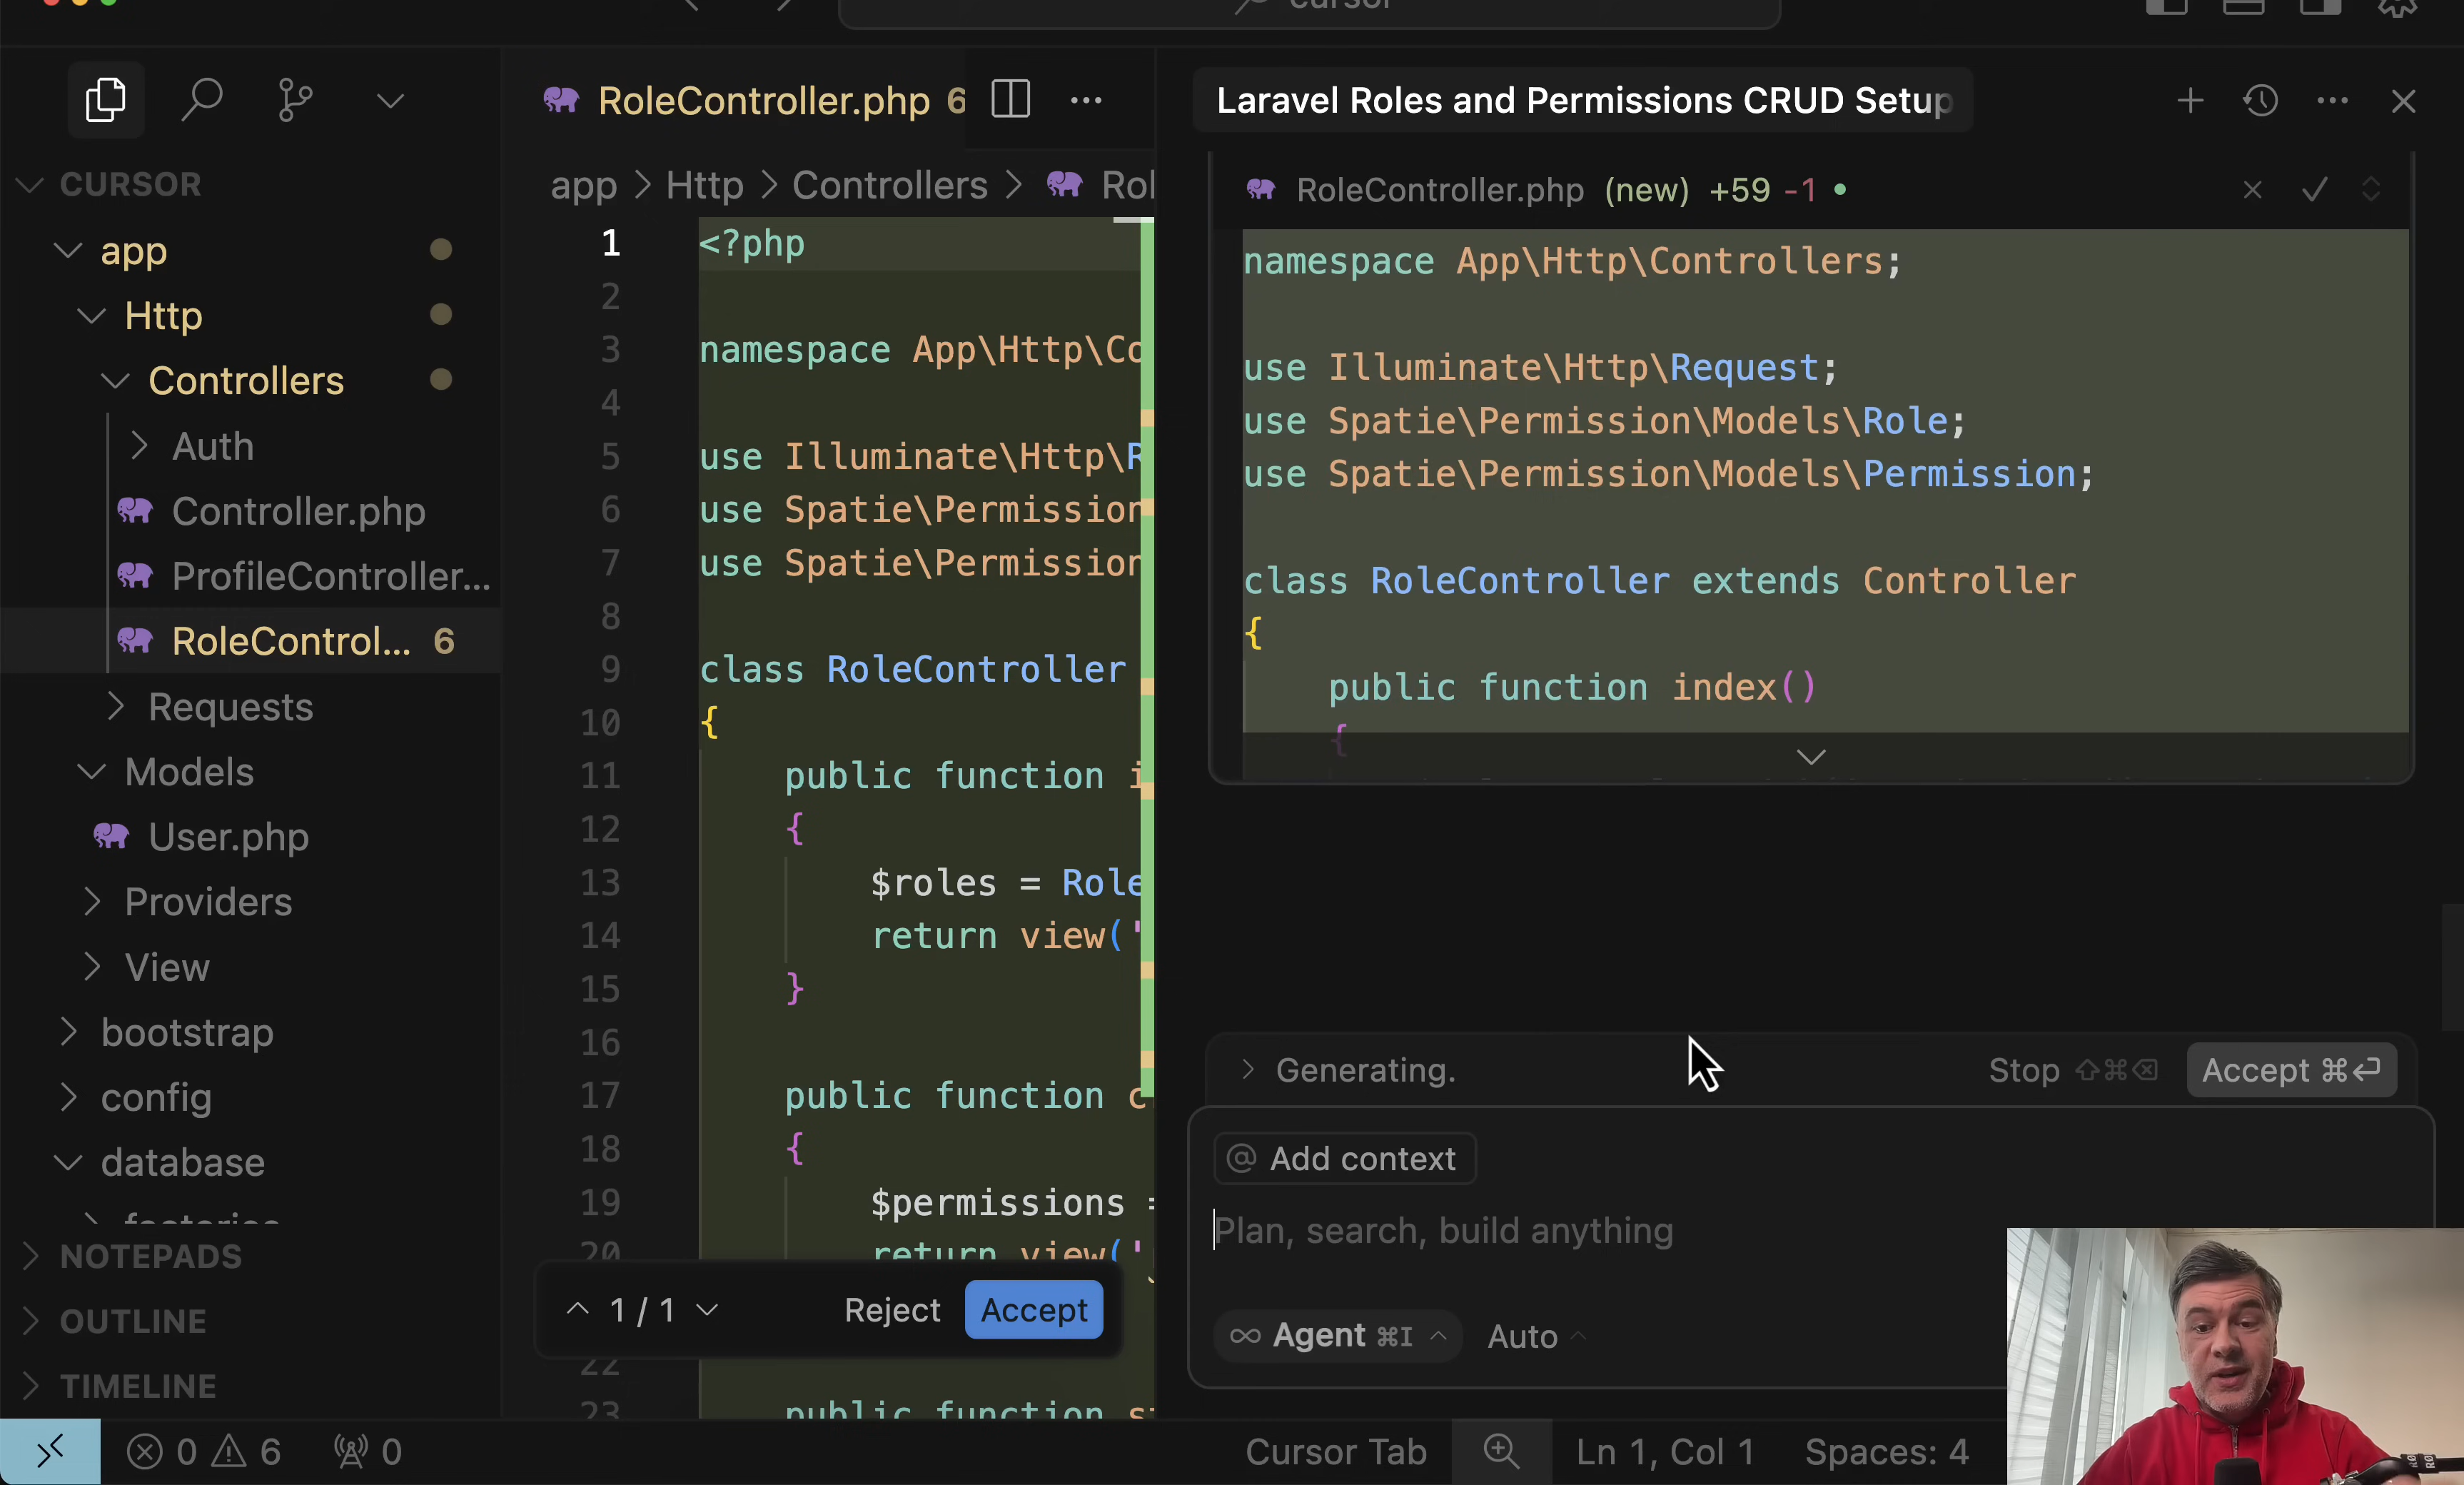 cursor
CURSOR
app
Http
Controllers
Auth
Controller.php
ProfileController...
RoleControl... 6
Requests
Models
User.php
Providers
View
bootstrap
config
database
factories
NOTEPADS
OUTLINE
TIMELINE
RoleController.php 6
app > Http > Controllers > Rol
1 <?php
2
3 namespace App\Http\Co
4
5 use Illuminate\Http\R
6 use Spatie\Permission
7 use Spatie\Permission
8
9 class RoleController
10 {
11 public function i
12 {
13 $roles = Role
14 return view('
15 }
16
17 public function c
18 {
19 $permissions =
20 return view('
22
23 public function s
1 / 1
Reject
Accept
Laravel Roles and Permissions CRUD Setup
RoleController.php (new) +59 -1
namespace App\Http\Controllers;
use Illuminate\Http\Request;
use Spatie\Permission\Models\Role;
use Spatie\Permission\Models\Permission;
class RoleController extends Controller
{
public function index()
{
Generating.
Stop ⇧⌘⌫
Accept ⌘⏎
@ Add context
Plan, search, build anything
∞ Agent ⌘I
Auto
0 6 0
Cursor Tab
Ln 1, Col 1
Spaces: 4